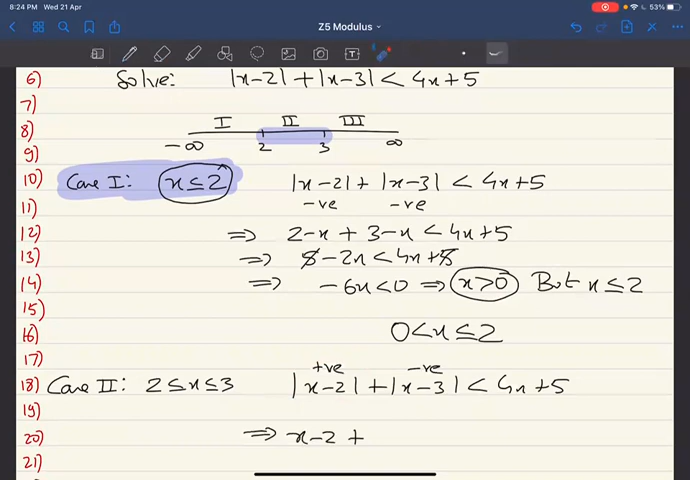 8:24 PM Wed 21 Apr 53%
Z5 Modulus
6) Solve: |x-2| + |x-3| < 4x+5
7)
8) I II III
9) -∞ 2 3 ∞
10) Case I: x≤2 |x-2| + |x-3| < 4x+5
11) -ve -ve
12) ⇒ 2-x + 3-x < 4x+5
13) ⇒ 5-2x < 4x+5
14) ⇒ -6x<0 ⇒ x>0 But x≤2
15)
16) 0<x≤2
17) +ve -ve
18) Case II: 2≤x≤3 |x-2| + |x-3| < 4x+5
19)
20) ⇒ x-2 +
21)